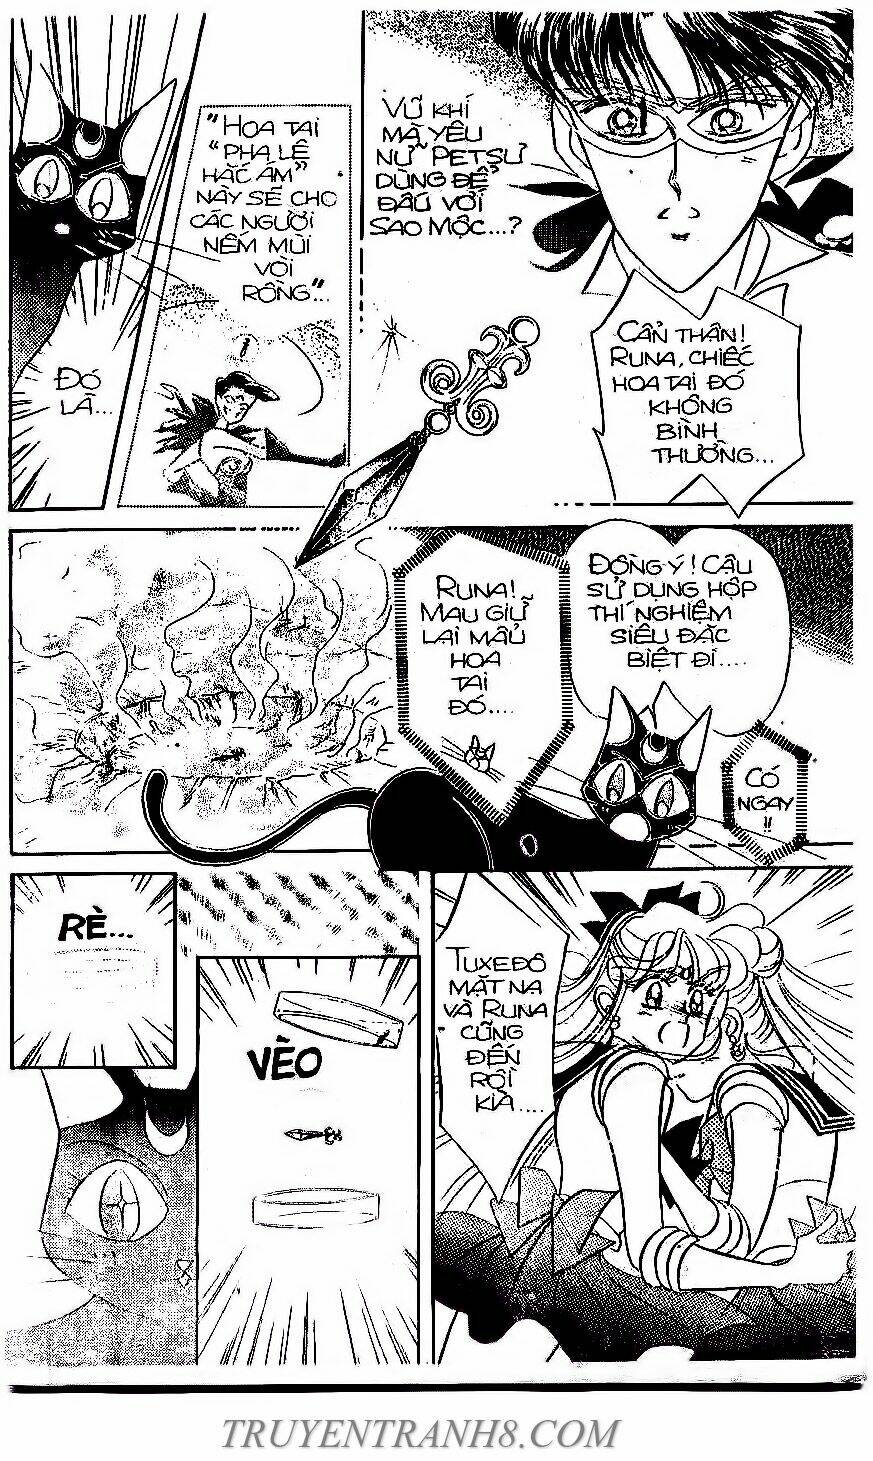 "HOA TAI
"PHA LÊ
HẮC ÁM"
NÀY SẼ CHO
CÁC NGƯƠI
NẾM MÙI
VÒI
RỒNG"...
ĐÓ
LÀ...
VŨ KHÍ
MÀ YÊU
NỮ PETSƯ
DÙNG ĐỂ
ĐẤU VỚI
SAO MỘC...?
CẨN THẬN!
RUNA, CHIẾC
HOA TAI ĐÓ
KHÔNG
BÌNH
THƯỜNG...
RUNA!
MAU GIỮ
LẠI MẪU
HOA
TAI
ĐÓ....
ĐỒNG Ý! CẬU
SỬ DỤNG HỘP
THÍ NGHIỆM
SIÊU ĐẶC
BIỆT ĐI....
CÓ
NGAY
!!
RÈ...
VÈO
TUXEĐÔ
MẶT NẠ
VÀ RUNA
CŨNG
ĐẾN
RỒI
KÌA....
TRUYENTRANH8.COM